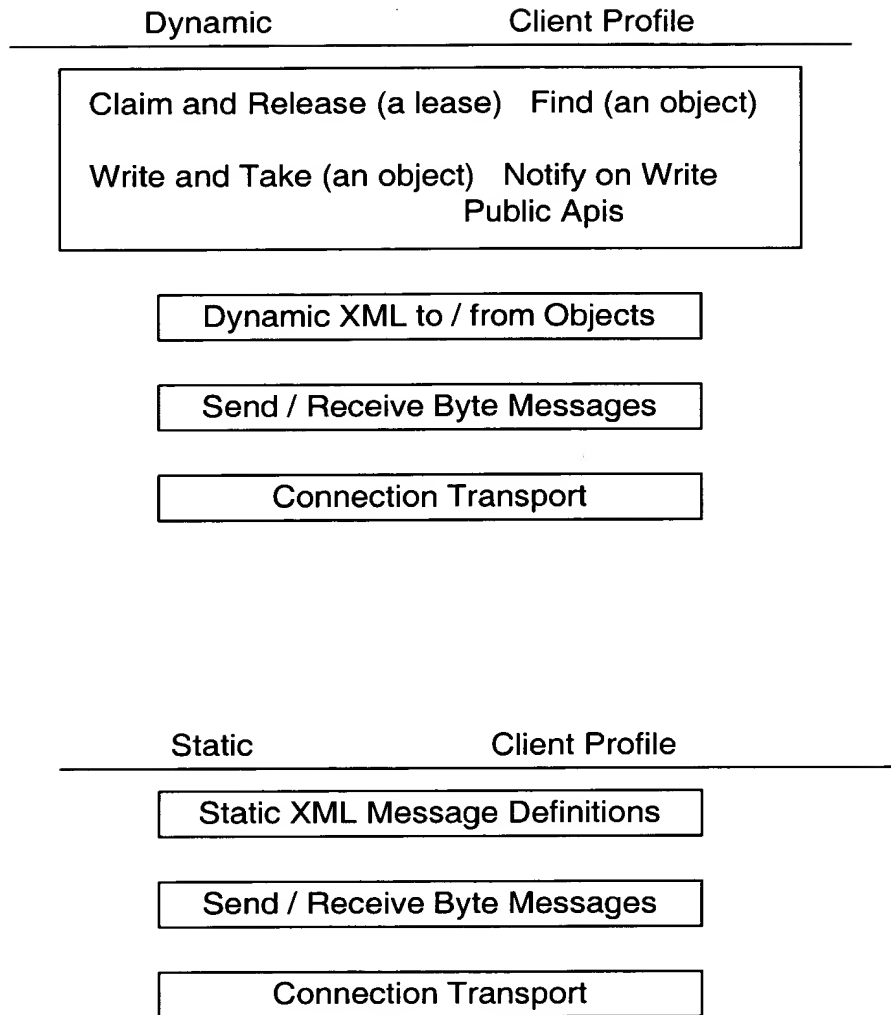 Dynamic Client Profile
Claim and Release (a lease) Find (an object)
Write and Take (an object) Notify on Write
Public Apis
Dynamic XML to / from Objects
Send / Receive Byte Messages
Connection Transport
Static Client Profile
Static XML Message Definitions
Send / Receive Byte Messages
Connection Transport